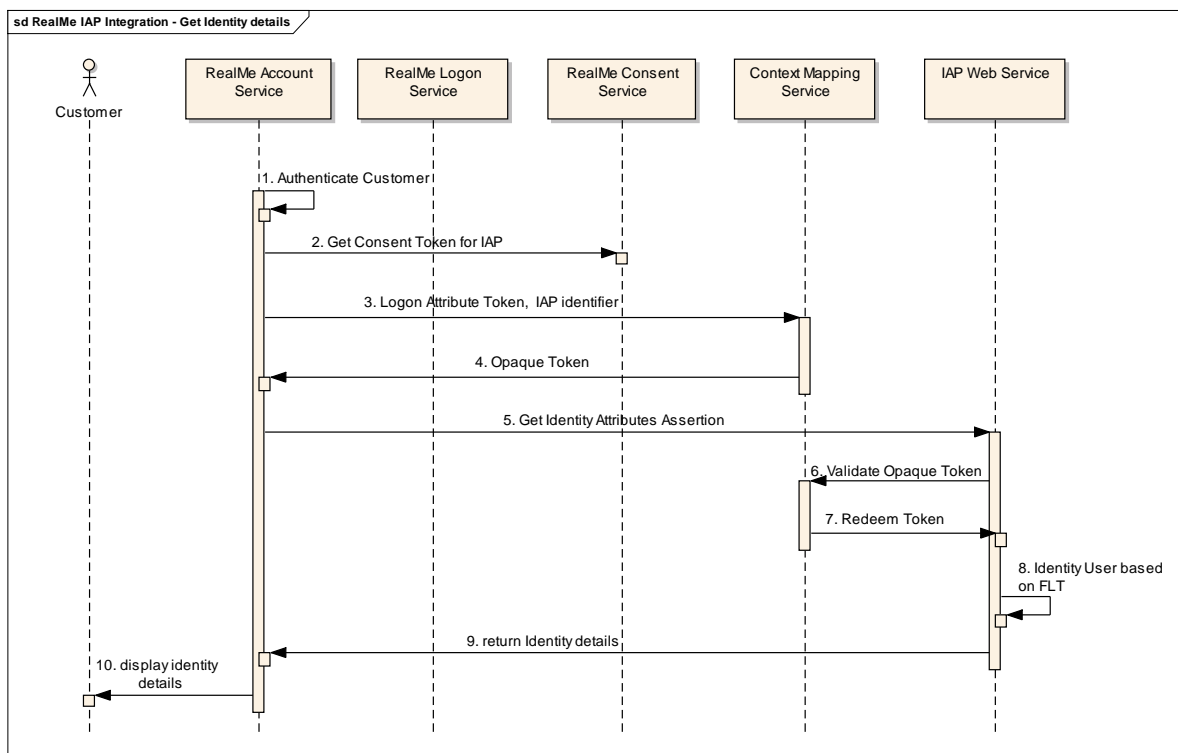 sd RealMe IAP Integration - Get Identity details
Customer
RealMe Account
Service
RealMe Logon
Service
RealMe Consent
Service
Context Mapping
Service
IAP Web Service
1. Authenticate Customer
2. Get Consent Token for IAP
3. Logon Attribute Token, IAP identifier
4. Opaque Token
5. Get Identity Attributes Assertion
6. Validate Opaque Token
7. Redeem Token
8. Identity User based
on FLT
9. return Identity details
10. display identity
details